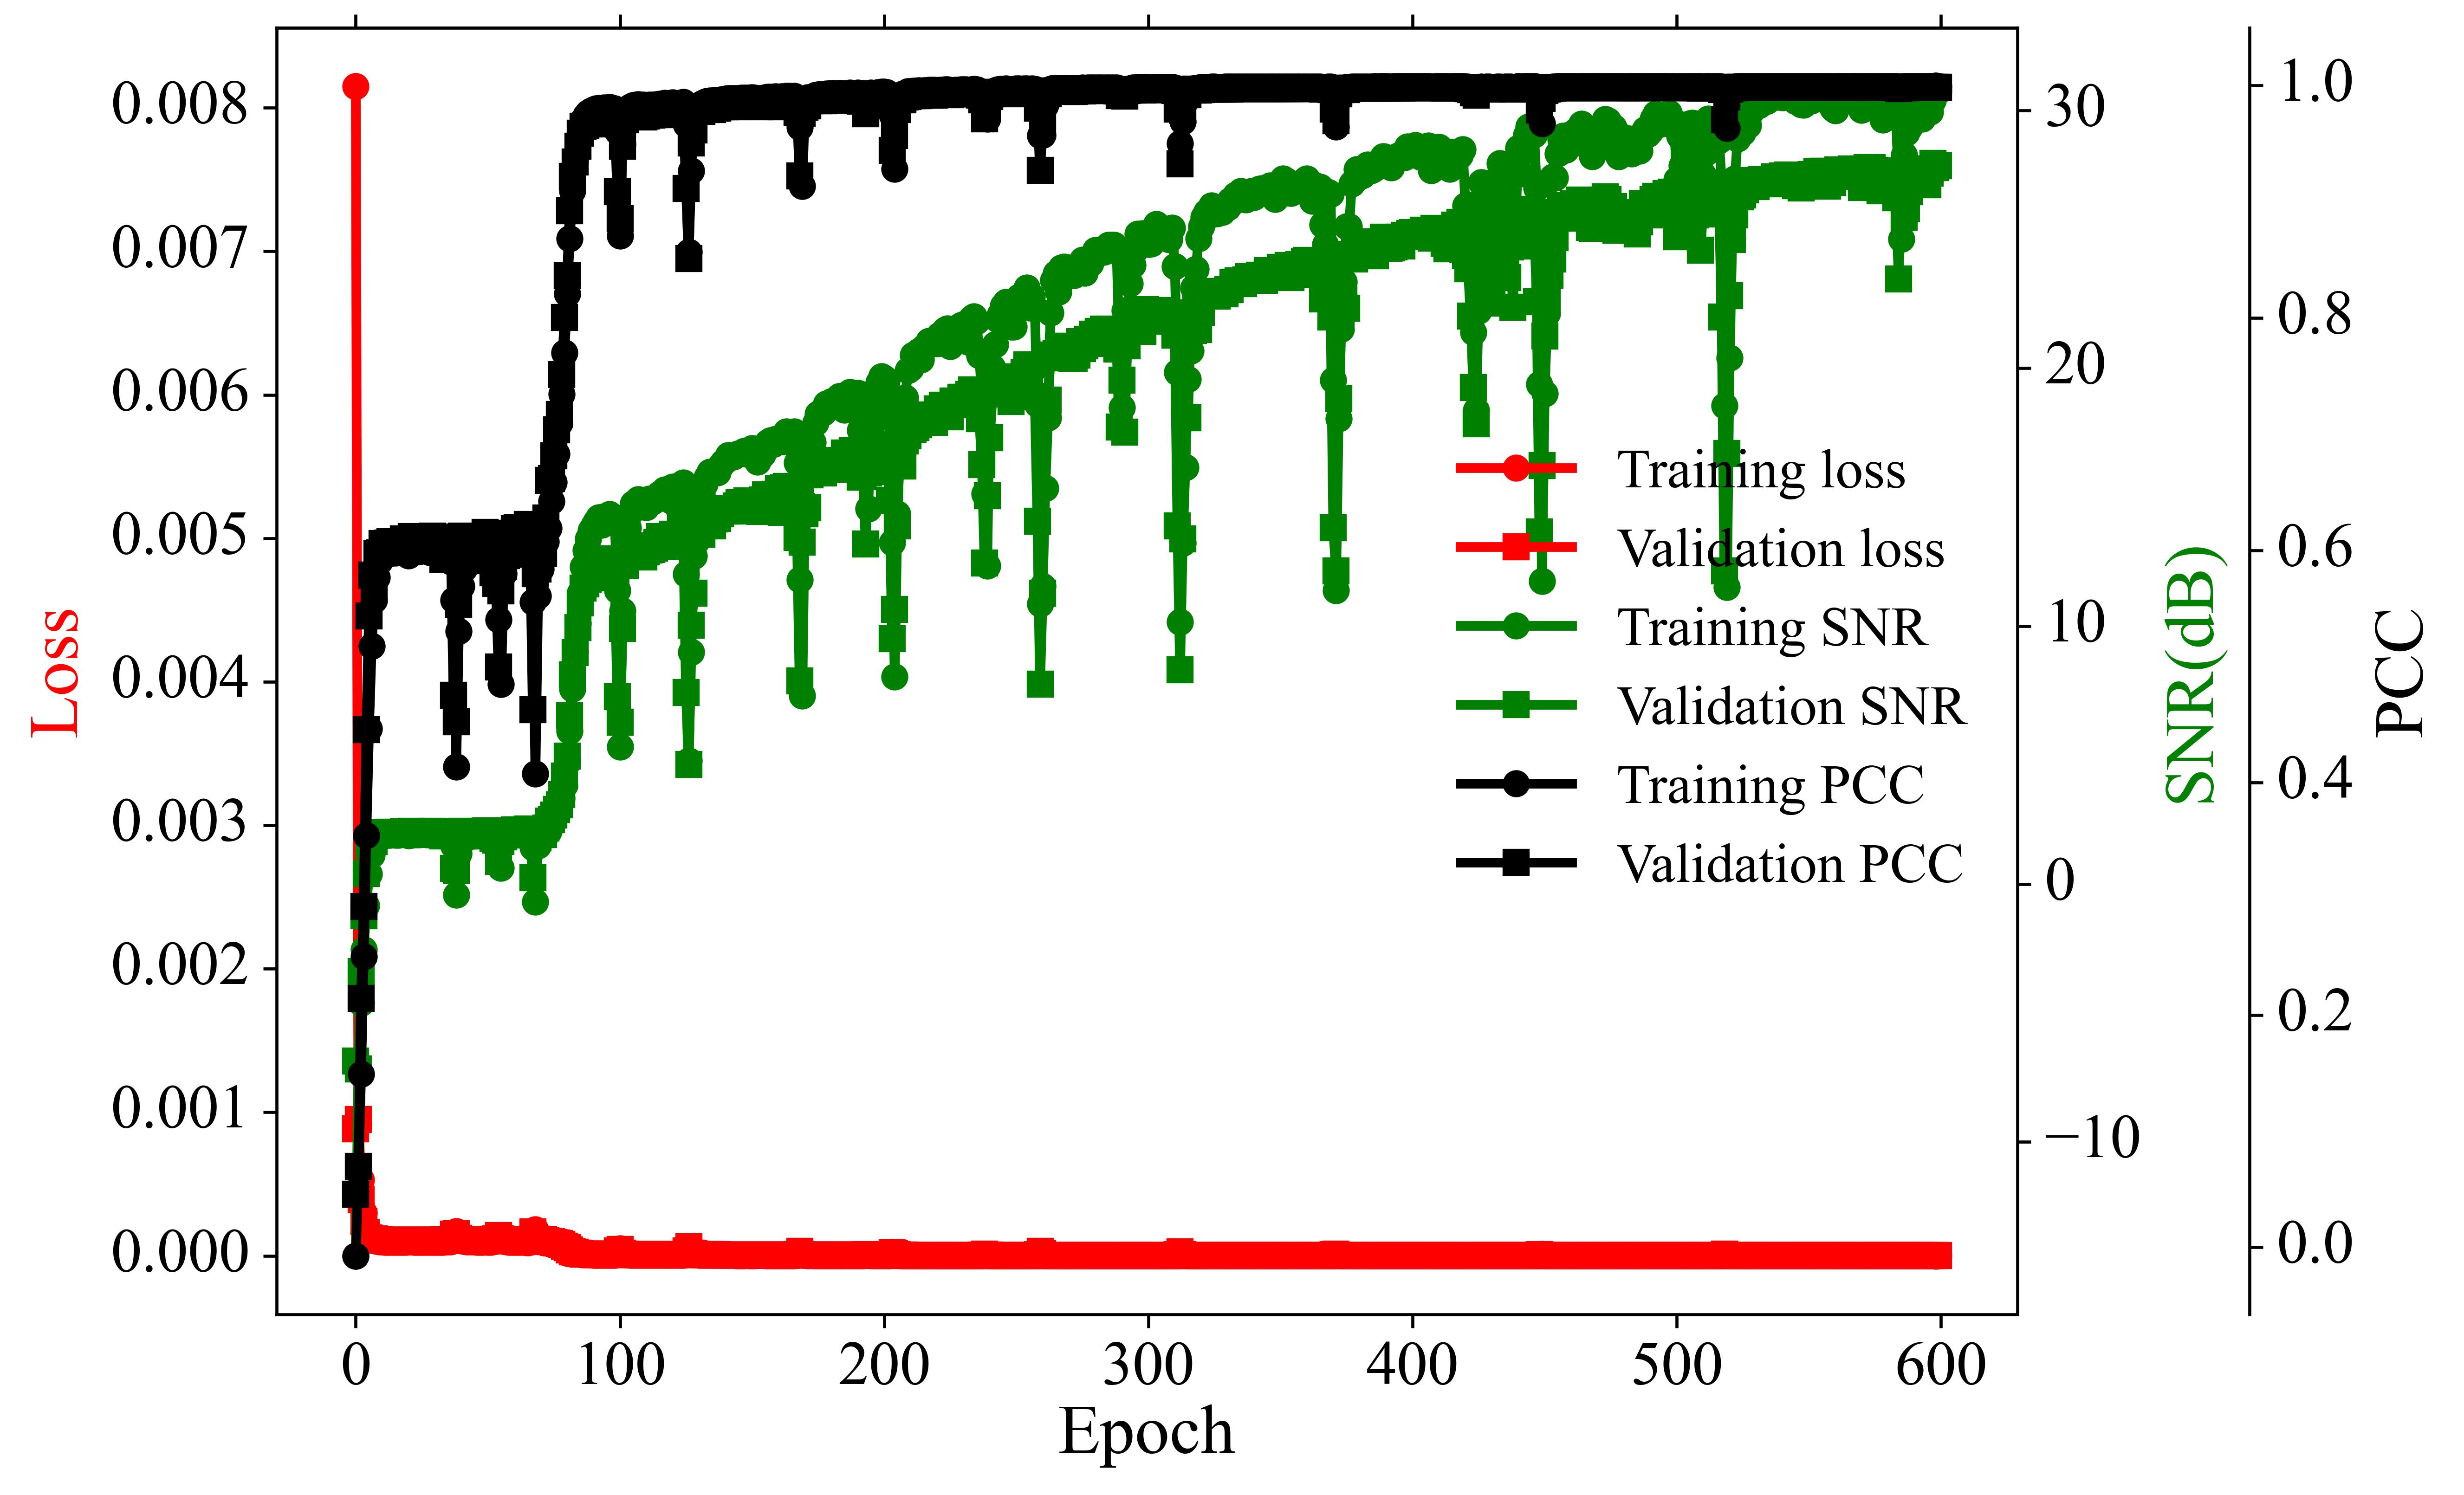 Loss
0.008
0.007
0.006
0.005
0.004
0.003
0.002
0.001
0.000
0 100 200 300 400 500 600
Epoch
Training loss
Validation loss
Training SNR
Validation SNR
Training PCC
Validation PCC
30
20
10
0
−10
SNR(dB)
1.0
0.8
0.6
0.4
0.2
0.0
PCC